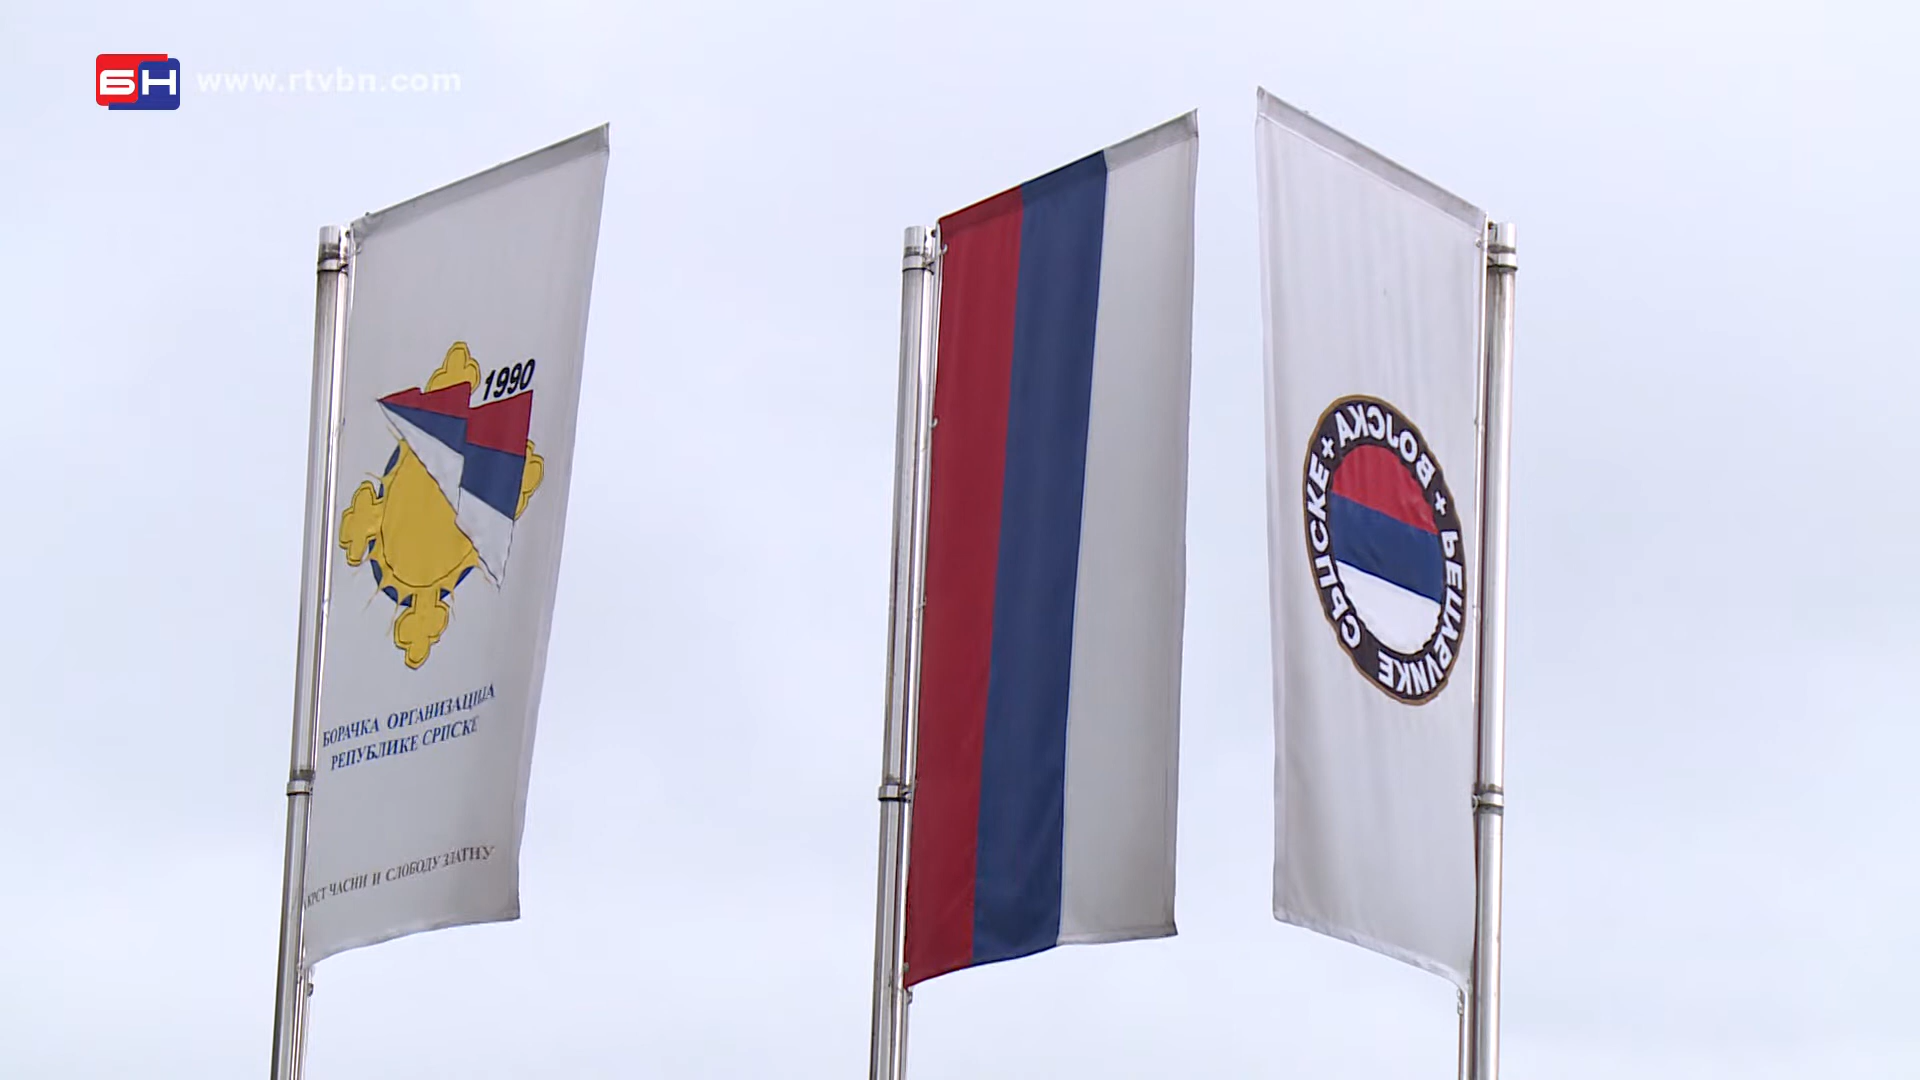 БН www.rtvbn.com
1990
БОРАЧКА ОРГАНИЗАЦИЈА
РЕПУБЛИКЕ СРПСКЕ
КРСТ ЧАСНИ И СЛОБОДУ ЗЛАТНУ
ВОЈСКА + РЕПУБЛИКЕ СРПСКЕ +